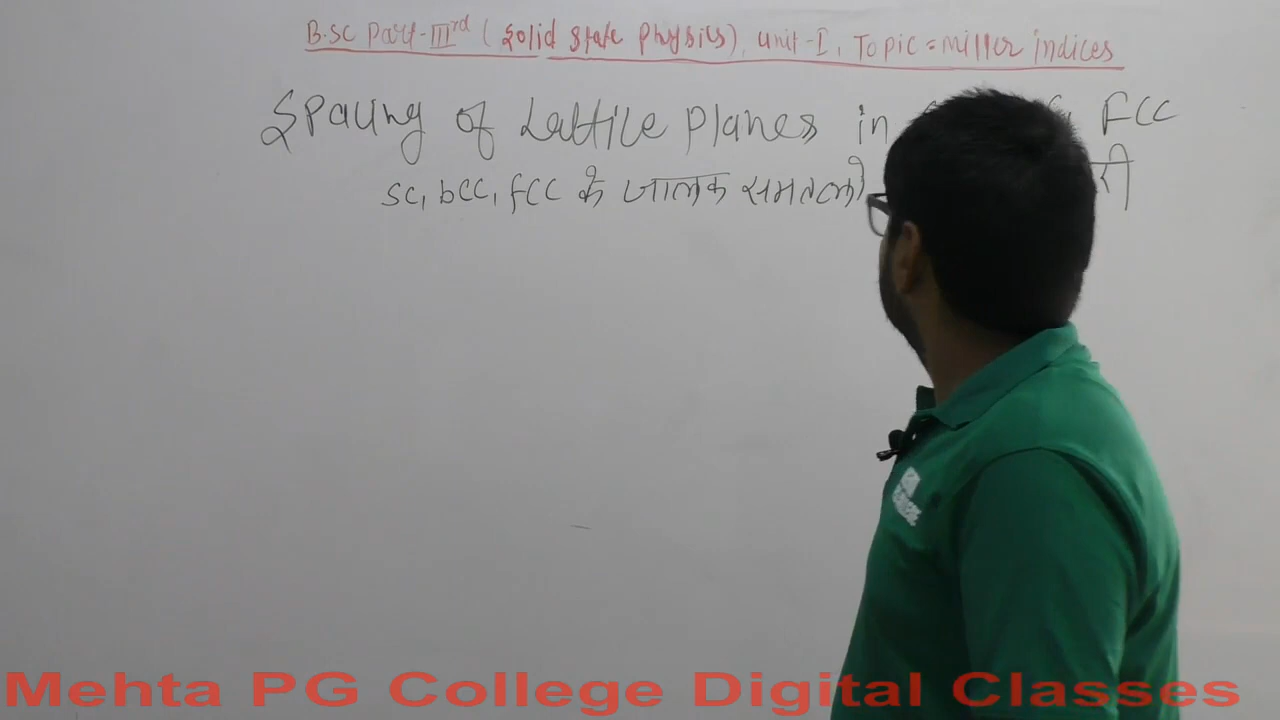 B.Sc Part-IIIrd (Solid state Physics), Unit-I, Topic = Miller indices
Spacing of Lattice Planes in FCC
SC, bCC, FCC के जालक समतलों
Mehta PG College Digital Classes